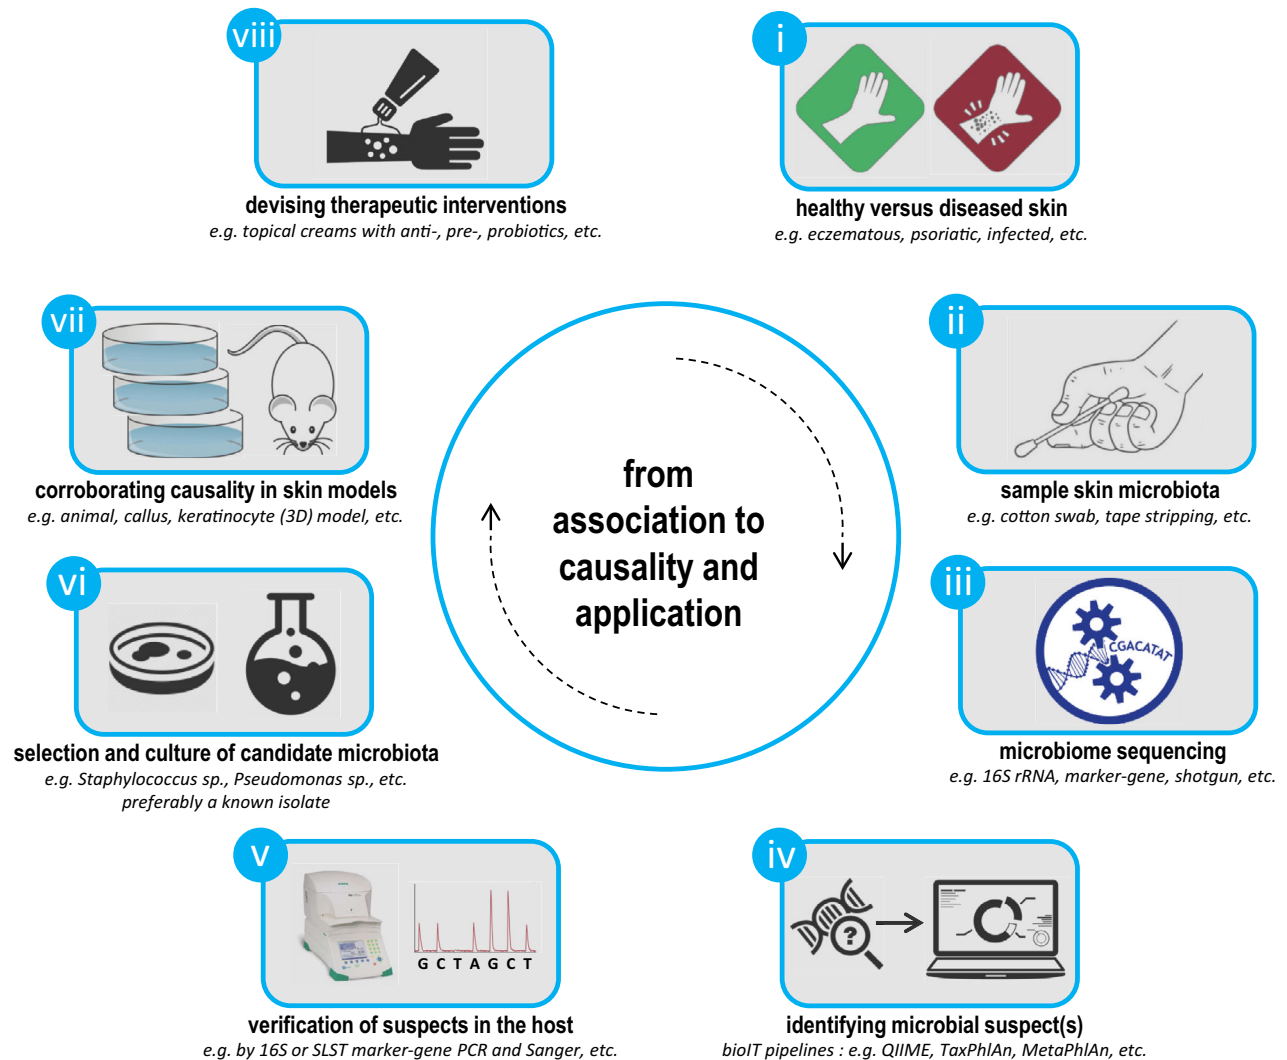 i
healthy versus diseased skin
e.g. eczematous, psoriatic, infected, etc.
ii
sample skin microbiota
e.g. cotton swab, tape stripping, etc.
iii
CGACATAT
microbiome sequencing
e.g. 16S rRNA, marker-gene, shotgun, etc.
iv
?
identifying microbial suspect(s)
bioIT pipelines : e.g. QIIME, TaxPhlAn, MetaPhlAn, etc.
v
G C T A G C T
verification of suspects in the host
e.g. by 16S or SLST marker-gene PCR and Sanger, etc.
vi
selection and culture of candidate microbiota
e.g. Staphylococcus sp., Pseudomonas sp., etc.
preferably a known isolate
vii
corroborating causality in skin models
e.g. animal, callus, keratinocyte (3D) model, etc.
viii
devising therapeutic interventions
e.g. topical creams with anti-, pre-, probiotics, etc.
from
association to
causality and
application